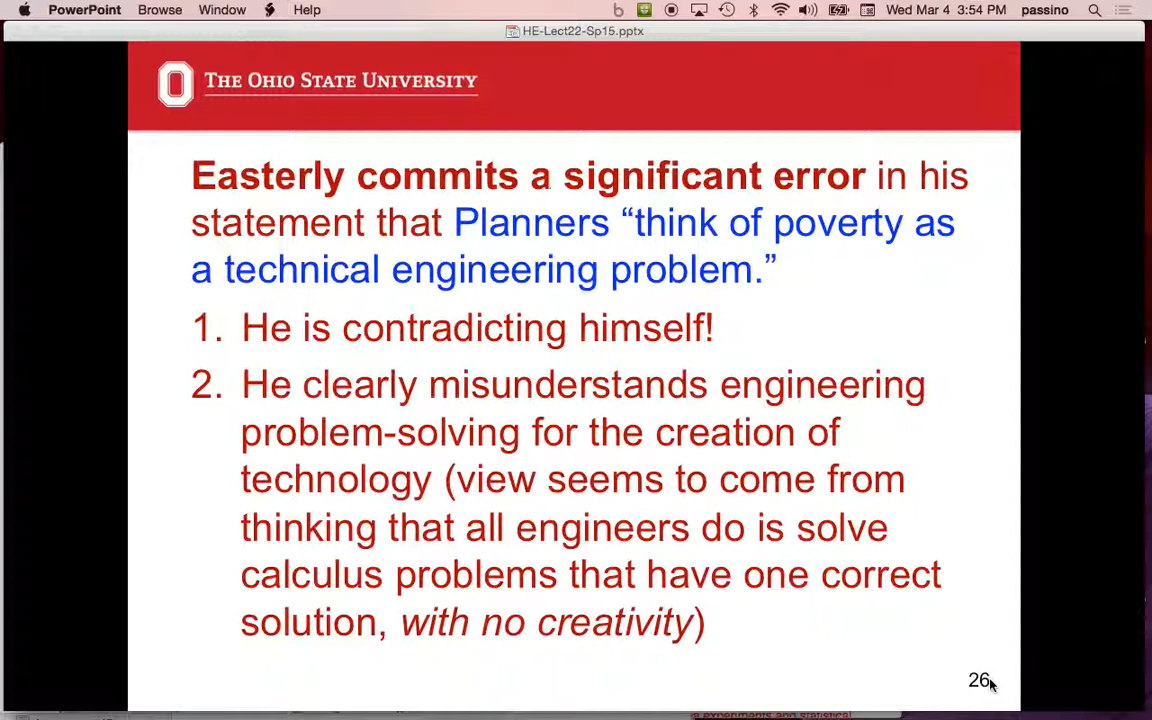 PowerPoint Browse Window Help Wed Mar 4 3:54 PM passino
HE-Lect22-Sp15.pptx
THE OHIO STATE UNIVERSITY
Easterly commits a significant error in his
statement that Planners “think of poverty as
a technical engineering problem.”
1. He is contradicting himself!
2. He clearly misunderstands engineering
problem-solving for the creation of
technology (view seems to come from
thinking that all engineers do is solve
calculus problems that have one correct
solution, with no creativity)
26